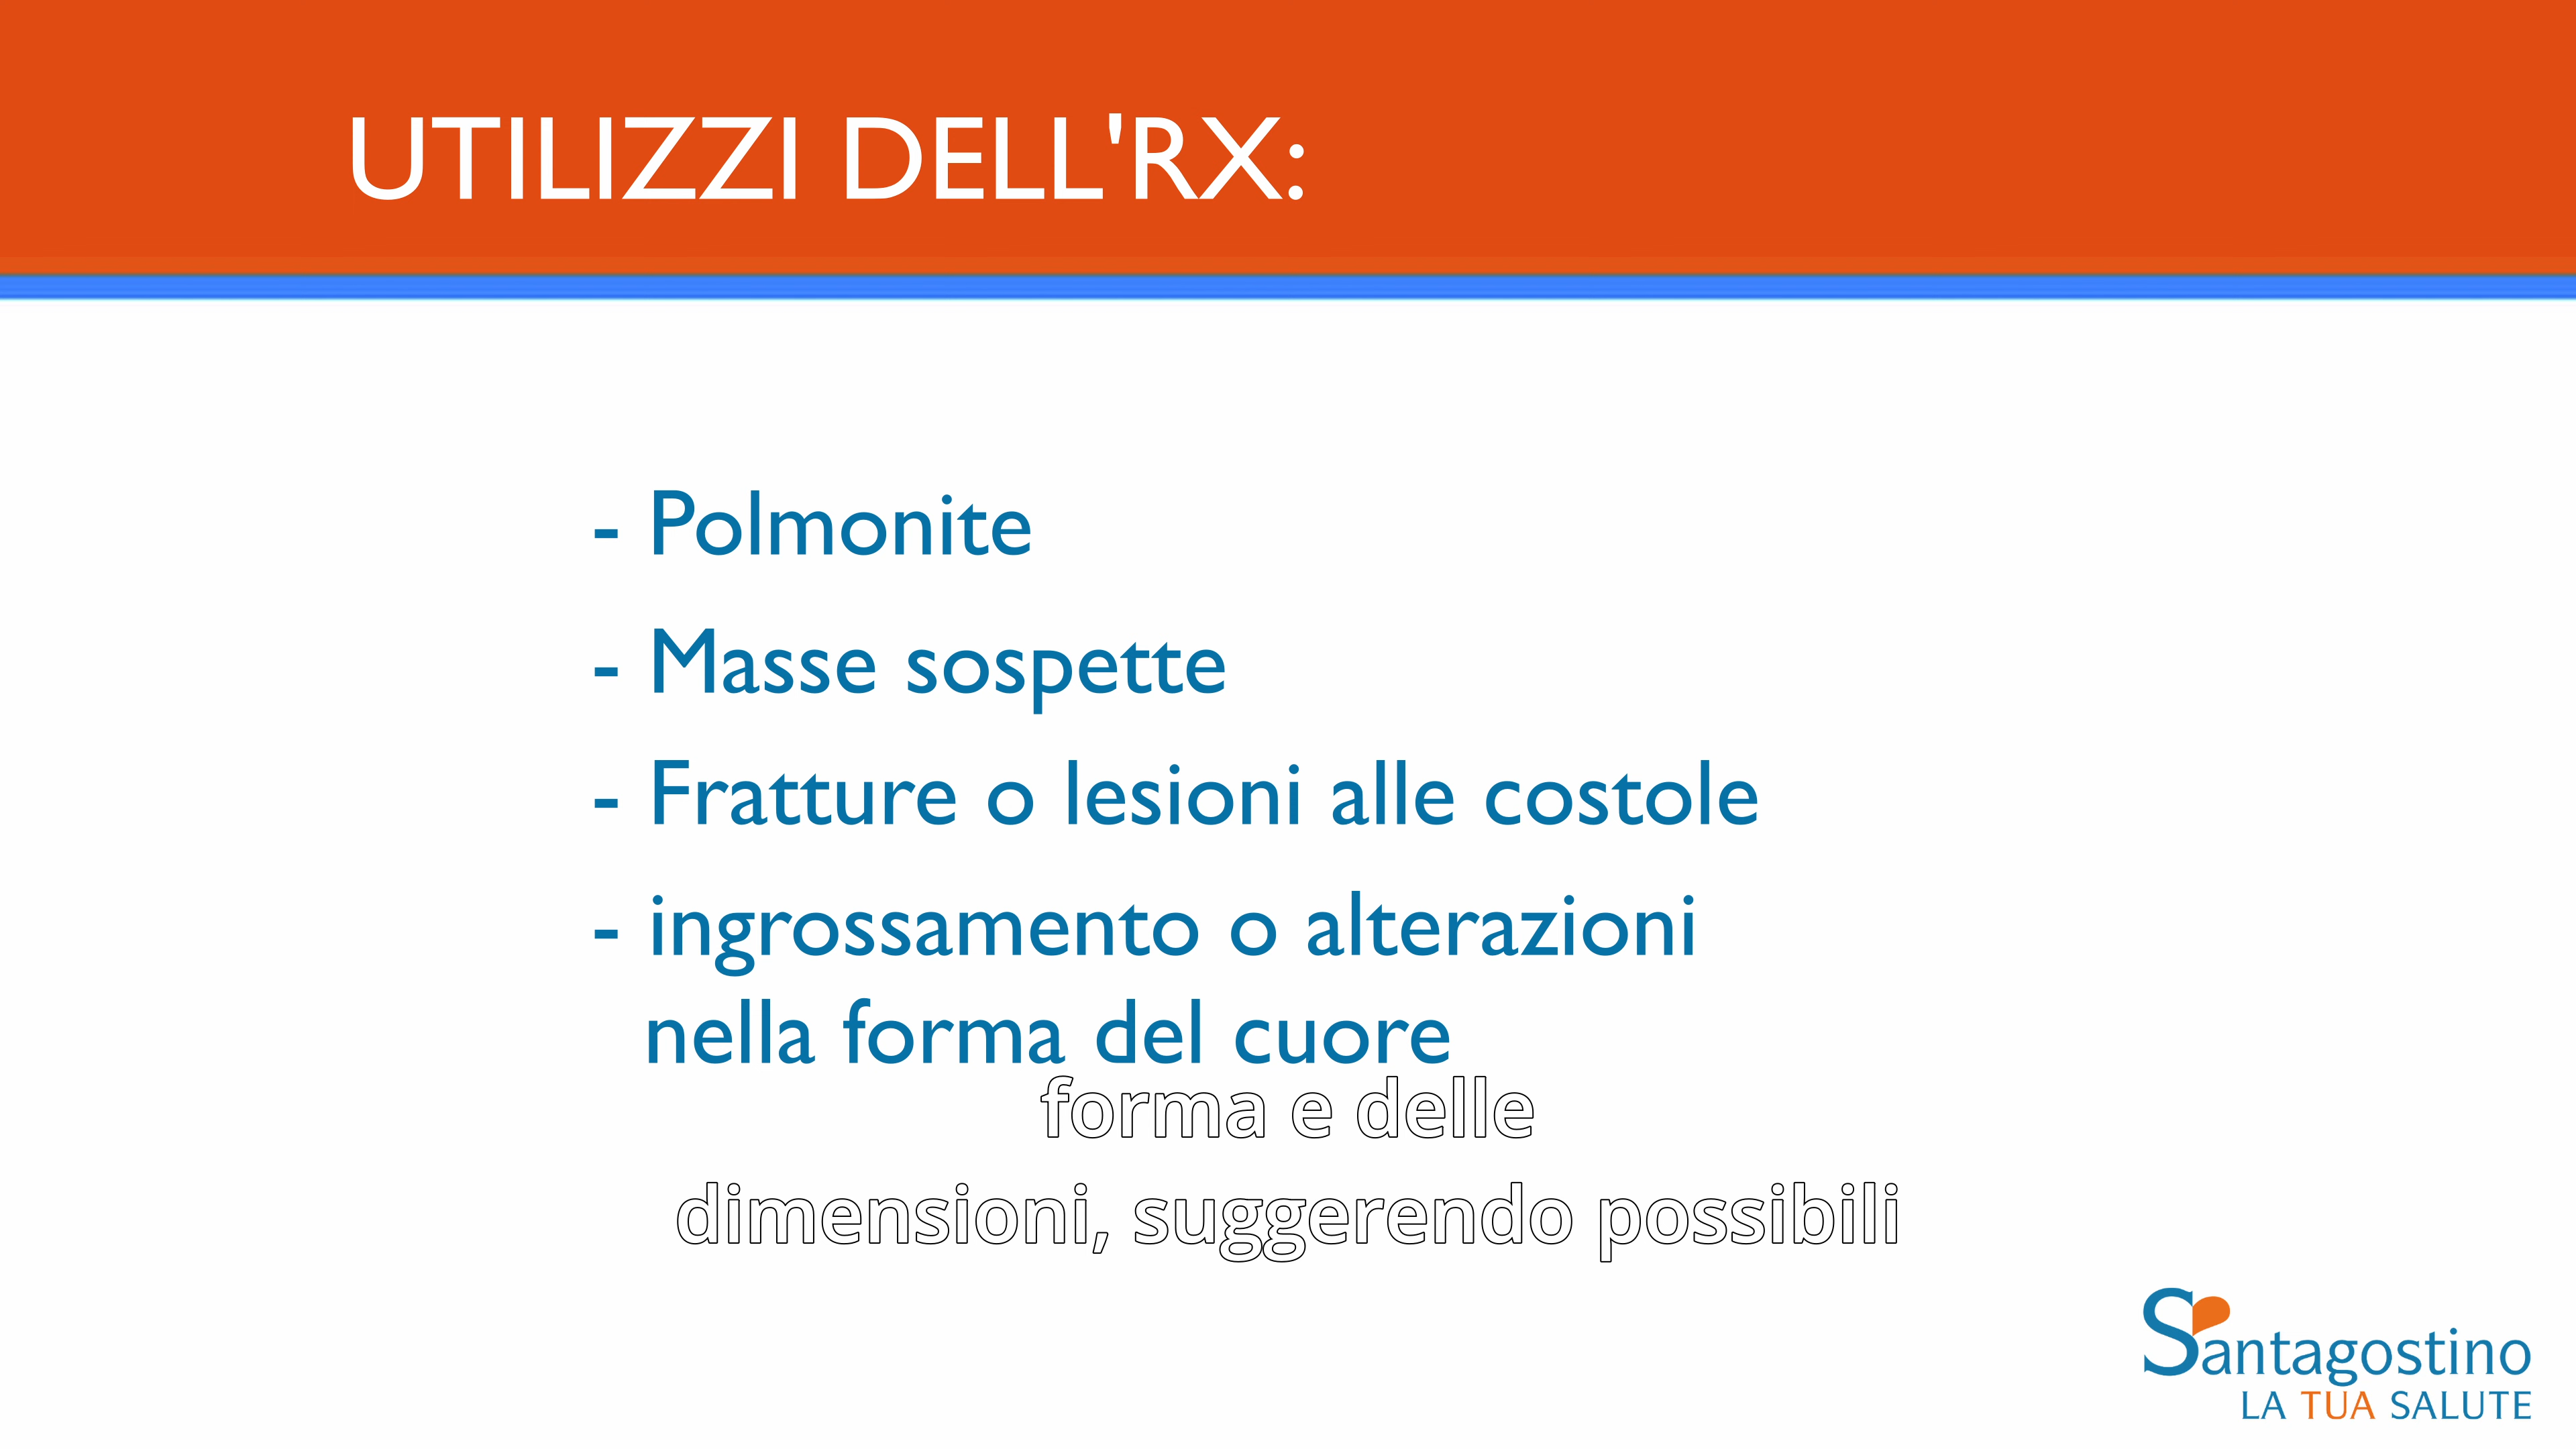 UTILIZZI DELL'RX:
- Polmonite
- Masse sospette
- Fratture o lesioni alle costole
- ingrossamento o alterazioni
nella forma del cuore
forma e delle
dimensioni, suggerendo possibili
Santagostino
LA TUA SALUTE